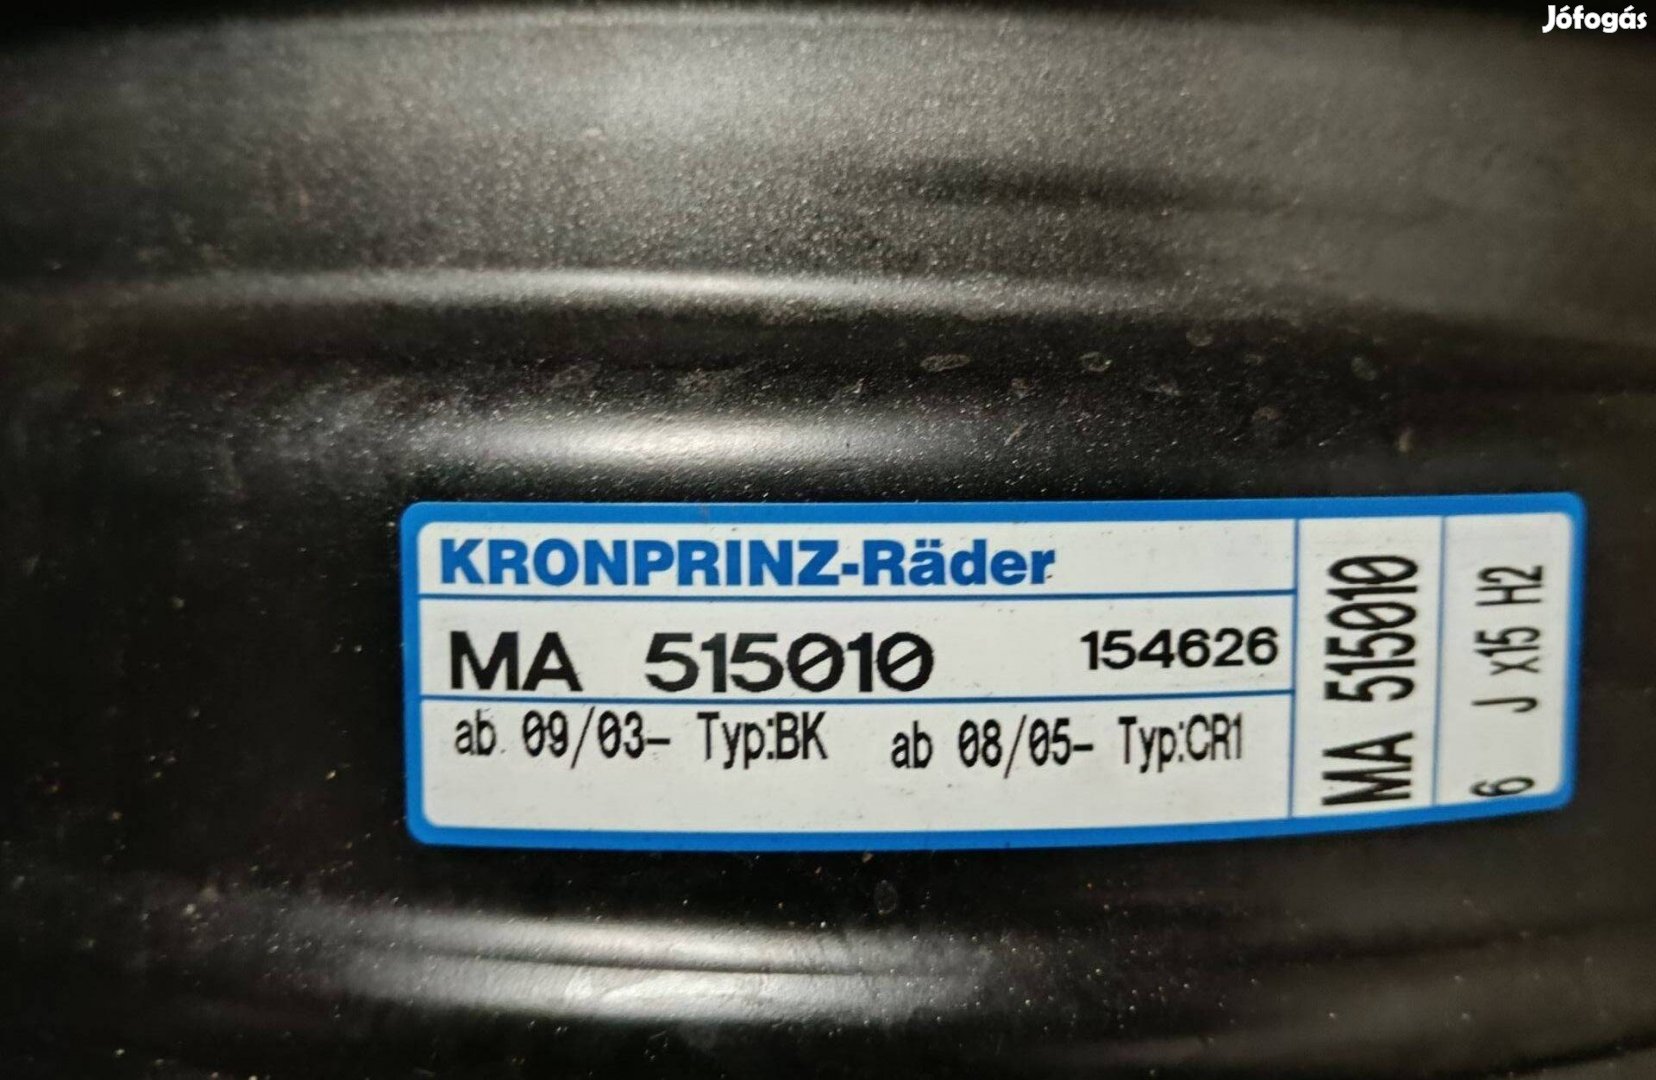 Jófogás
KRONPRINZ-Räder
MA 515010 154626
ab 09/03- Typ:BK ab 08/05- Typ:CR1
MA 515010
6 J x15 H2